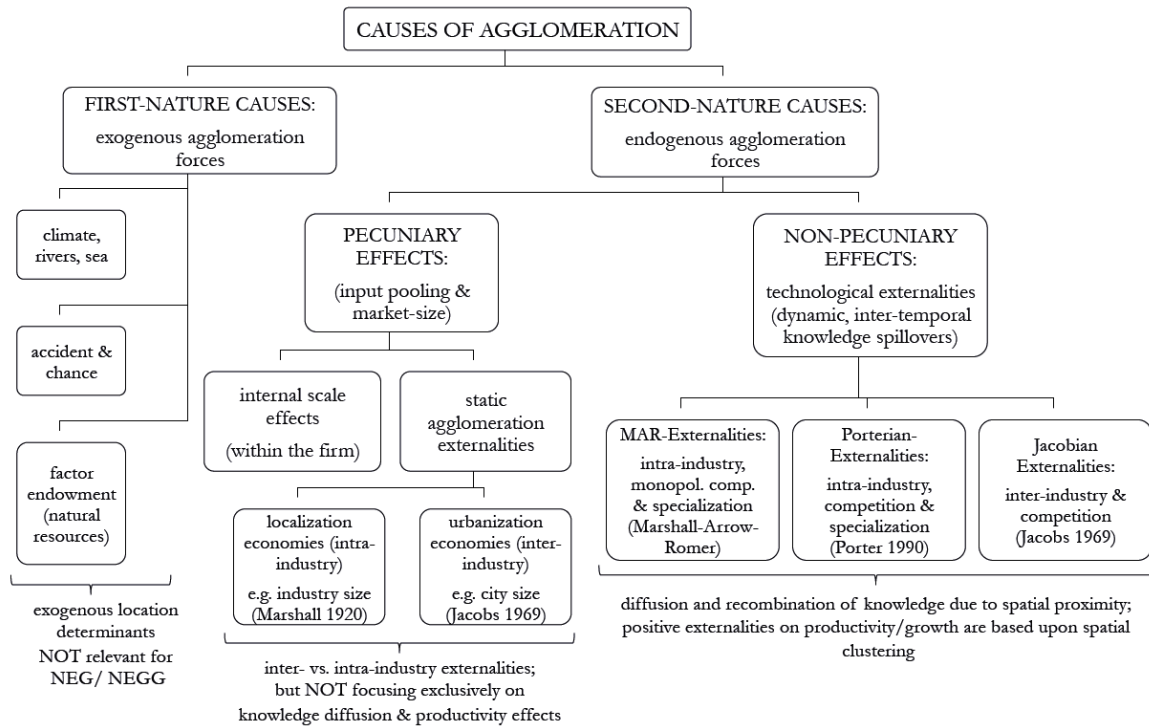 CAUSES OF AGGLOMERATION
FIRST-NATURE CAUSES:
exogenous agglomeration
forces
climate,
rivers, sea
accident &
chance
factor
endowment
(natural
resources)
exogenous location
determinants
NOT relevant for
NEG/ NEGG
SECOND-NATURE CAUSES:
endogenous agglomeration
forces
PECUNIARY
EFFECTS:
(input pooling &
market-size)
internal scale
effects
(within the firm)
static
agglomeration
externalities
localization
economies (intra-
industry)
e.g. industry size
(Marshall 1920)
urbanization
economies (inter-
industry)
e.g. city size
(Jacobs 1969)
inter- vs. intra-industry externalities;
but NOT focusing exclusively on
knowledge diffusion & productivity effects
NON-PECUNIARY
EFFECTS:
technological externalities
(dynamic, inter-temporal
knowledge spillovers)
MAR-Externalities:
intra-industry,
monopol. comp.
& specialization
(Marshall-Arrow-
Romer)
Porterian-
Externalities:
intra-industry,
competition &
specialization
(Porter 1990)
Jacobian
Externalities:
inter-industry &
competition
(Jacobs 1969)
diffusion and recombination of knowledge due to spatial proximity;
positive externalities on productivity/growth are based upon spatial
clustering